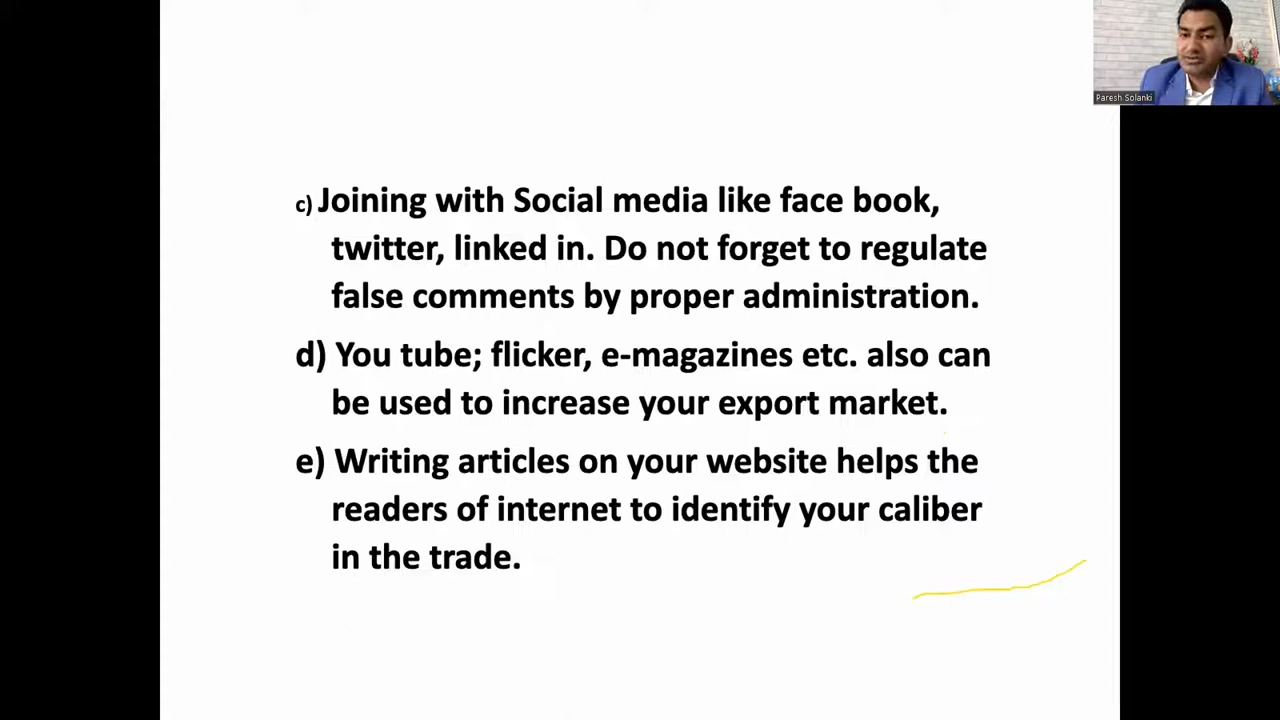 Paresh Solanki
c) Joining with Social media like face book,
twitter, linked in. Do not forget to regulate
false comments by proper administration.
d) You tube; flicker, e-magazines etc. also can
be used to increase your export market.
e) Writing articles on your website helps the
readers of internet to identify your caliber
in the trade.